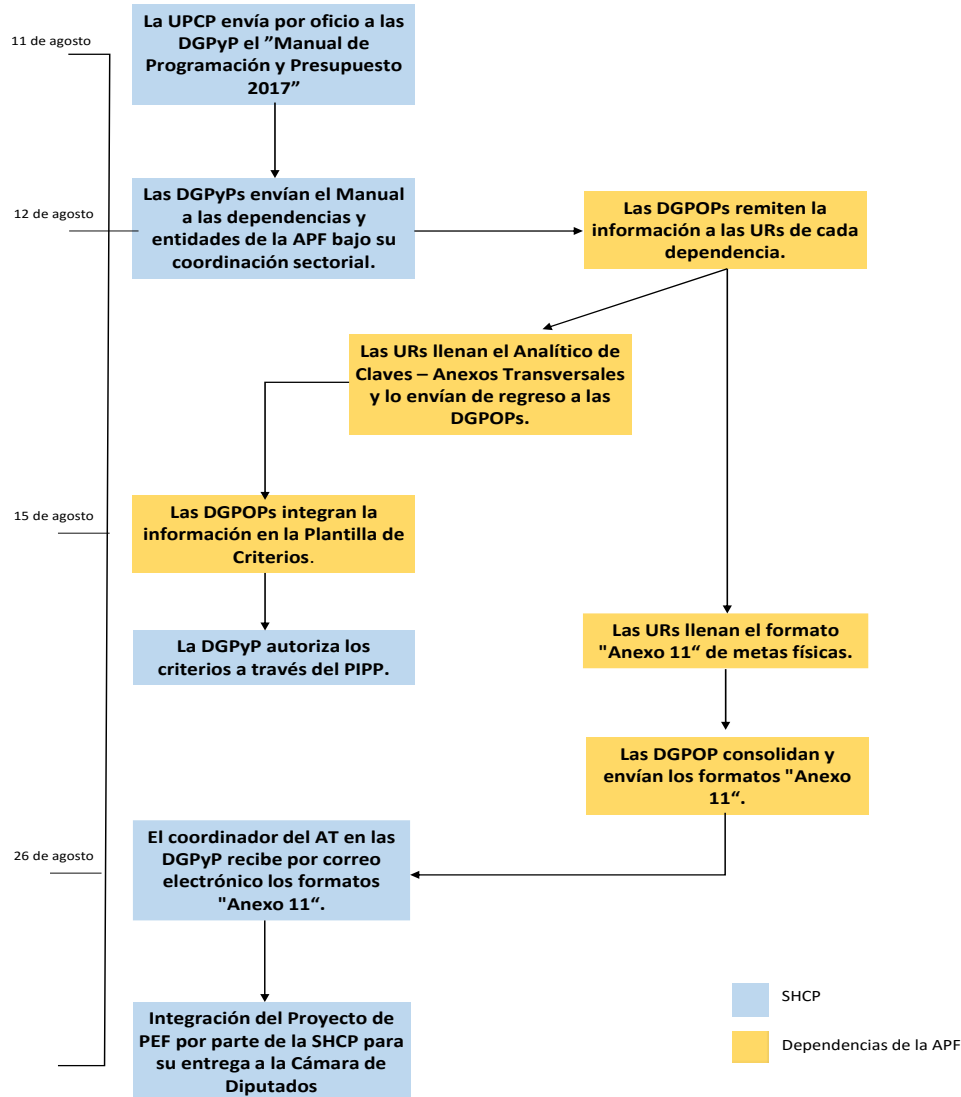 11 de agosto
La UPCP envía por oficio a las
DGPyP el ”Manual de
Programación y Presupuesto
2017”
12 de agosto
Las DGPyPs envían el Manual
a las dependencias y
entidades de la APF bajo su
coordinación sectorial.
Las DGPOPs remiten la
información a las URs de cada
dependencia.
Las URs llenan el Analítico de
Claves – Anexos Transversales
y lo envían de regreso a las
DGPOPs.
15 de agosto
Las DGPOPs integran la
información en la Plantilla de
Criterios.
La DGPyP autoriza los
criterios a través del PIPP.
Las URs llenan el formato
"Anexo 11“ de metas físicas.
Las DGPOP consolidan y
envían los formatos "Anexo
11“.
26 de agosto
El coordinador del AT en las
DGPyP recibe por correo
electrónico los formatos
"Anexo 11“.
Integración del Proyecto de
PEF por parte de la SHCP para
su entrega a la Cámara de
Diputados
SHCP
Dependencias de la APF